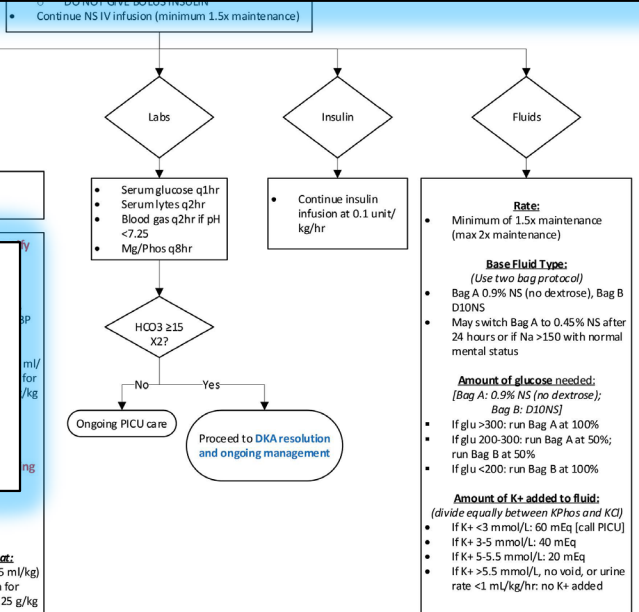 DO NOT GIVE BOLUS INSULIN
Continue NS IV infusion (minimum 1.5x maintenance)
Labs
Insulin
Fluids
Serum glucose q1hr
Serum lytes q2hr
Blood gas q2hr if pH
<7.25
Mg/Phos q8hr
Continue insulin
infusion at 0.1 unit/
kg/hr
HCO3 ≥15
X2?
No
Yes
Ongoing PICU care
Proceed to DKA resolution
and ongoing management
Rate:
Minimum of 1.5x maintenance
(max 2x maintenance)
Base Fluid Type:
(Use two bag protocol)
Bag A 0.9% NS (no dextrose), Bag B
D10NS
May switch Bag A to 0.45% NS after
24 hours or if Na >150 with normal
mental status
Amount of glucose needed:
[Bag A: 0.9% NS (no dextrose);
Bag B: D10NS]
If glu >300: run Bag A at 100%
If glu 200-300: run Bag A at 50%;
run Bag B at 50%
If glu <200: run Bag B at 100%
Amount of K+ added to fluid:
(divide equally between KPhos and KCl)
If K+ <3 mmol/L: 60 mEq [call PICU]
If K+ 3-5 mmol/L: 40 mEq
If K+ 5-5.5 mmol/L: 20 mEq
If K+ >5.5 mmol/L, no void, or urine
rate <1 mL/kg/hr: no K+ added
ml/
for
/kg
at:
5 ml/kg)
for
25 g/kg